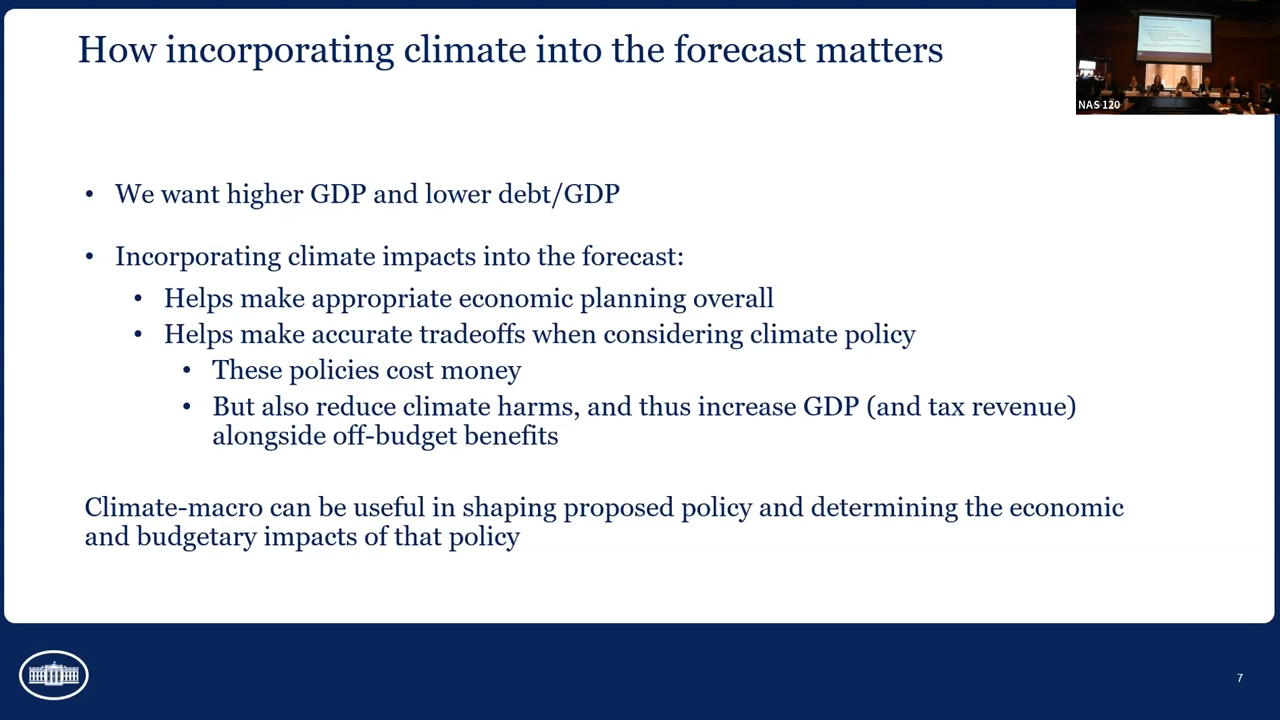 How incorporating climate into the forecast matters
NAS 120
• We want higher GDP and lower debt/GDP
• Incorporating climate impacts into the forecast:
• Helps make appropriate economic planning overall
• Helps make accurate tradeoffs when considering climate policy
• These policies cost money
• But also reduce climate harms, and thus increase GDP (and tax revenue)
alongside off-budget benefits
Climate-macro can be useful in shaping proposed policy and determining the economic
and budgetary impacts of that policy
7